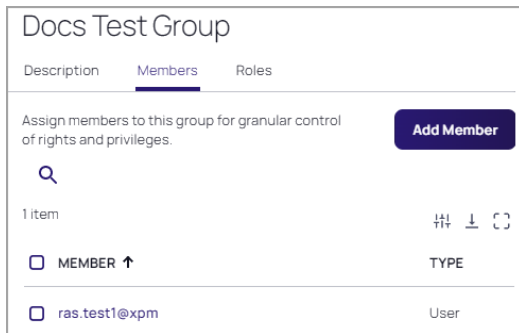 Docs Test Group
Description Members Roles
Assign members to this group for granular control
of rights and privileges.
Add Member
1 item
MEMBER TYPE
ras.test1@xpm User